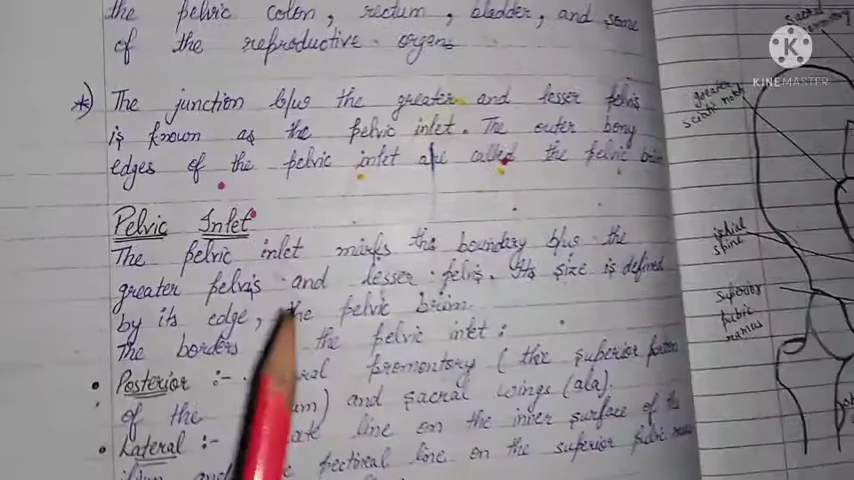 the pelvic colon, rectum, bladder, and some
of the reproductive organs
*) The junction b/w the greater and lesser pelvis
is known as the pelvic inlet. The outer bony
edges of the pelvic inlet are called the pelvic brim
Pelvic Inlet
The pelvic inlet marks the boundary b/w the
greater pelvis and lesser pelvis. Its size is defined
by its edge, the pelvic brim.
The borders the pelvic inlet:
• Posterior :- promontory (the superior portion
of the and sacral wings (ala).
• Lateral :- line on the inner surface of the
pectineal line on the superior pubic ramus
sacral
greater
sciatic notch
ischial
spine
superior
pubic
ramus
K
KINEMASTER